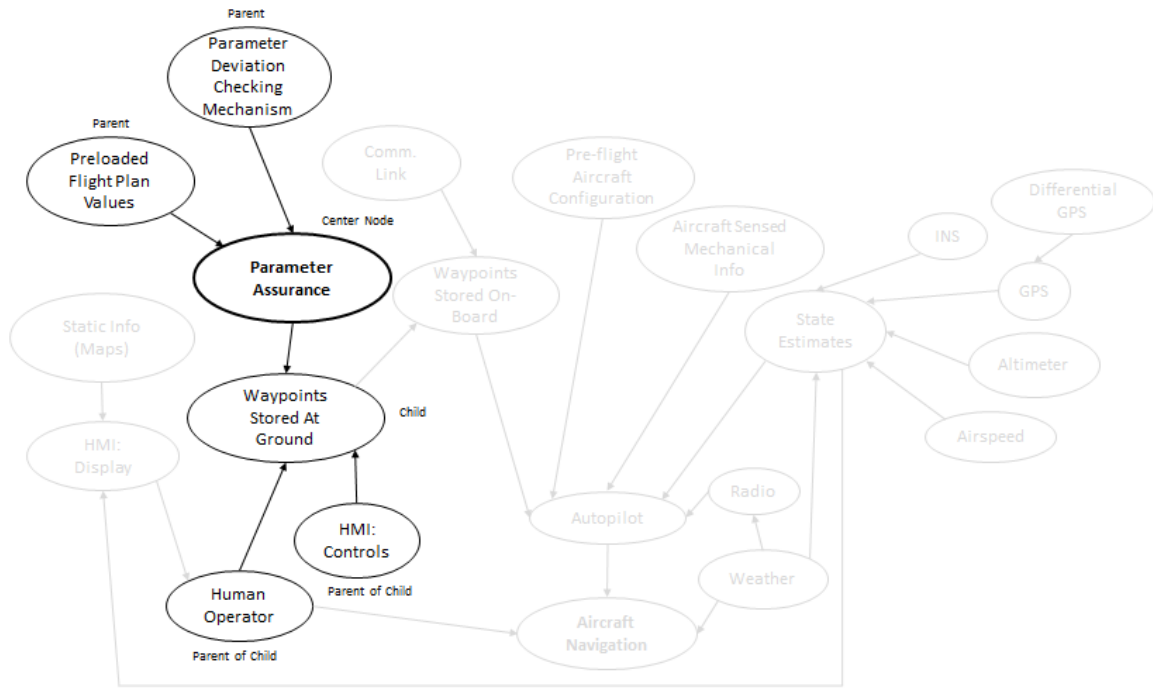 Parent
Parameter
Deviation
Checking
Mechanism
Parent
Preloaded
Flight Plan
Values
Comm.
Link
Pre-flight
Aircraft
Configuration
Differential
GPS
Center Node
Aircraft Sensed
Mechanical
Info
INS
Parameter
Assurance
Waypoints
Stored On-
Board
GPS
Static Info
(Maps)
State
Estimates
Altimeter
Waypoints
Stored At
Ground
Child
HMI:
Display
Airspeed
Radio
Autopilot
HMI:
Controls
Parent of Child
Weather
Human
Operator
Aircraft
Navigation
Parent of Child